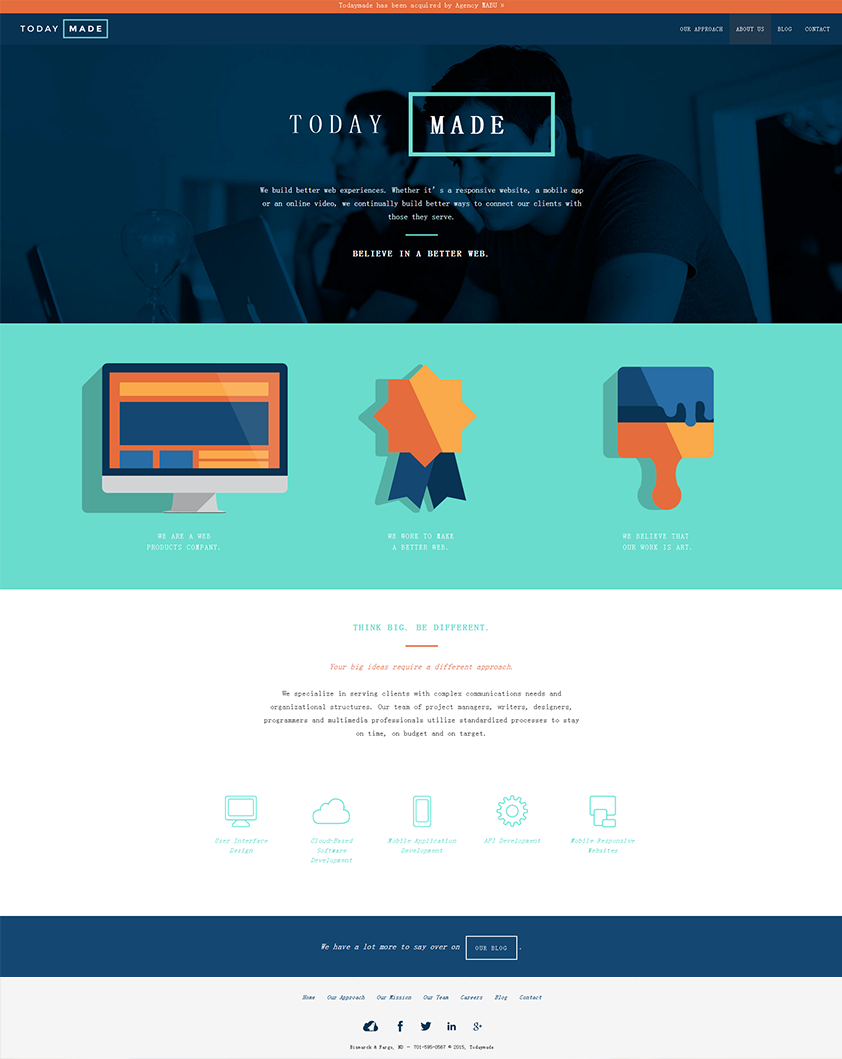 Todaymade has been acquired by Agency MABU »
TODAY MADE
OUR APPROACH ABOUT US BLOG CONTACT
TODAY MADE
We build better web experiences. Whether it's a responsive website, a mobile app
or an online video, we continually build better ways to connect our clients with
those they serve.
BELIEVE IN A BETTER WEB.
WE ARE A WEB
PRODUCTS COMPANY.
WE WORK TO MAKE
A BETTER WEB.
WE BELIEVE THAT
OUR WORK IS ART.
THINK BIG. BE DIFFERENT.
Your big ideas require a different approach.
We specialize in serving clients with complex communications needs and
organizational structures. Our team of project managers, writers, designers,
programmers and multimedia professionals utilize standardized processes to stay
on time, on budget and on target.
User Interface
Design
Cloud-Based
Software
Development
Mobile Application
Development
API Development
Mobile Responsive
Websites
We have a lot more to say over on OUR BLOG .
Home Our Approach Our Mission Our Team Careers Blog Contact
Bismarck & Fargo, ND — 701-595-0567 © 2015, Todaymade